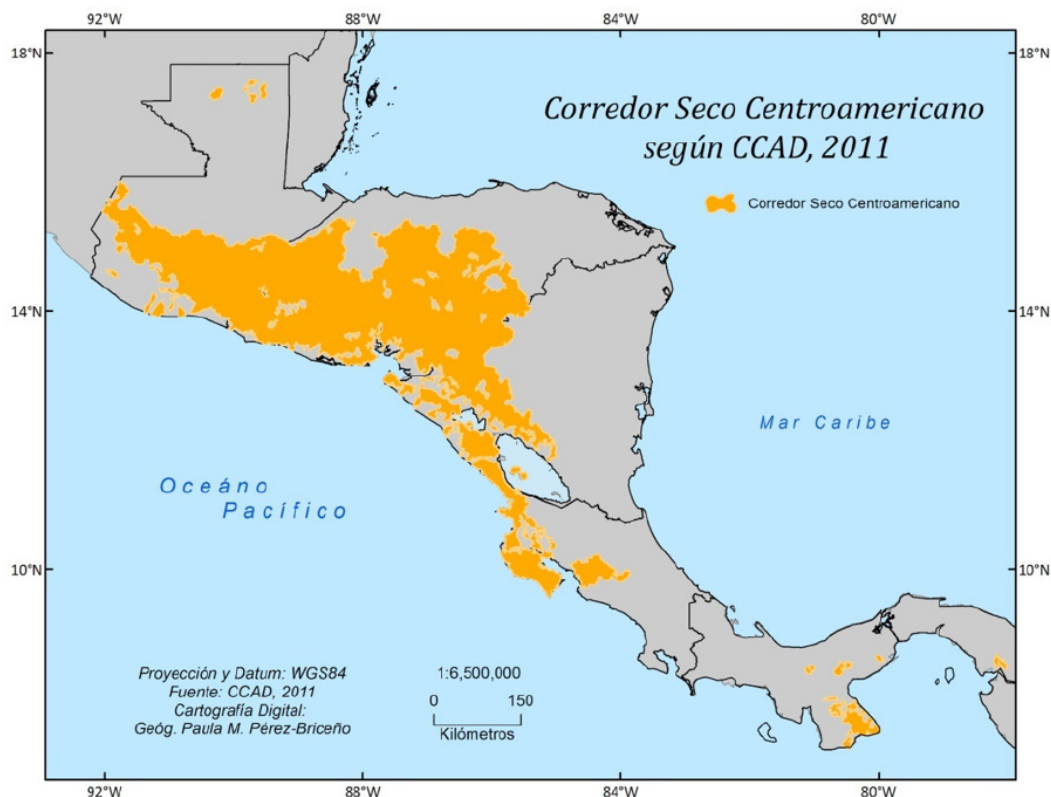 92°W 88°W 84°W 80°W
18°N 18°N
Corredor Seco Centroamericano
según CCAD, 2011
Corredor Seco Centroamericano
14°N 14°N
Mar Caribe
Oceáno
Pacífico
10°N 10°N
Proyección y Datum: WGS84
Fuente: CCAD, 2011
Cartografía Digital:
Geóg. Paula M. Pérez-Briceño
1:6,500,000
0 150
Kilómetros
92°W 88°W 84°W 80°W